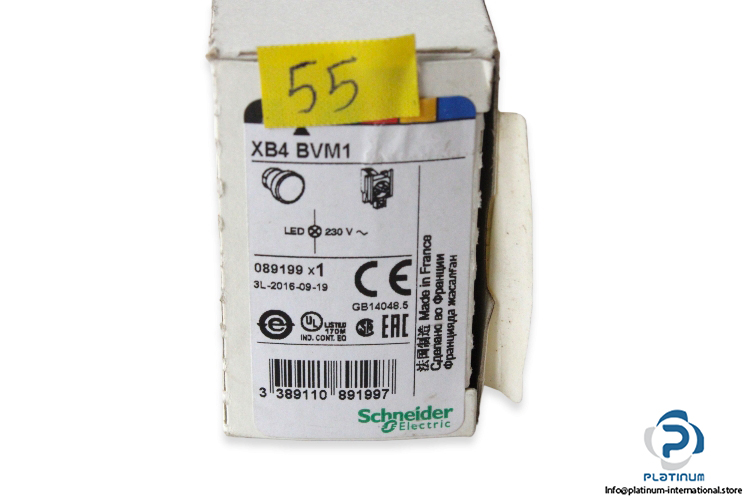 55
XB4 BVM1
LED 230 V ~
089199 x1
3L-2016-09-19
CE
GB14048.5
UL LISTED
170M
IND. CONT. EQ
EAC
3 389110 891997
Schneider
Electric
法国制造 Made in France
Сделано во Франции
Францияда жасалған
PLATINUM
Info@platinum-international.store